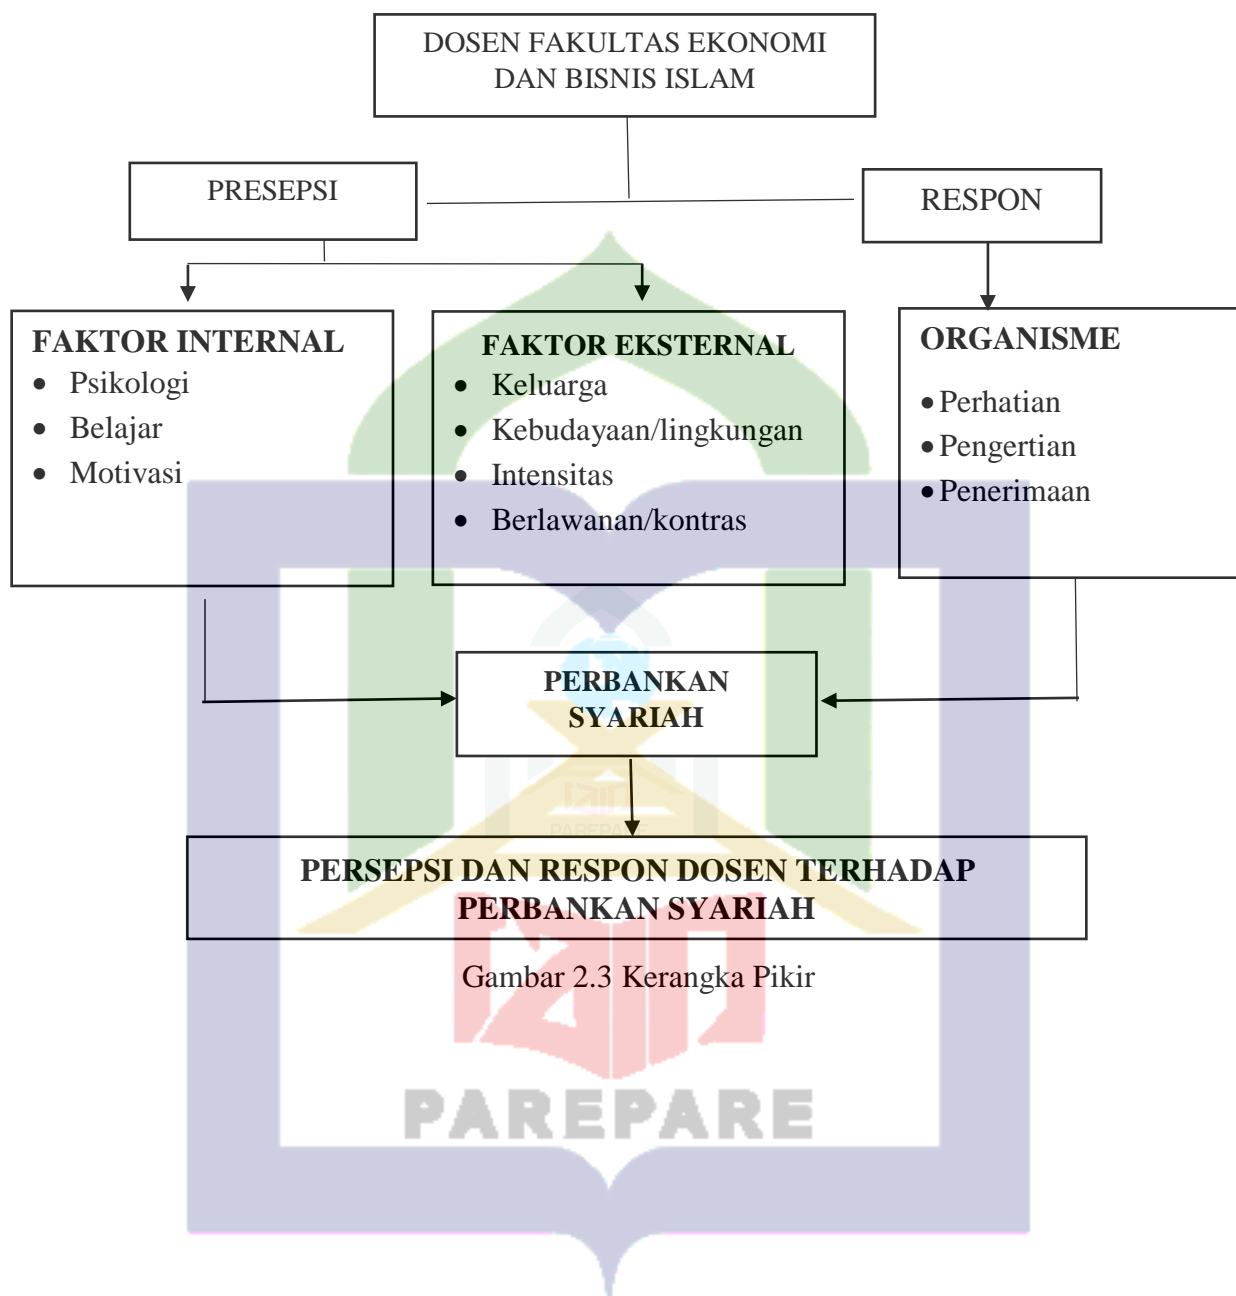 DOSEN FAKULTAS EKONOMI
DAN BISNIS ISLAM
PRESEPSI
RESPON
FAKTOR INTERNAL
• Psikologi
• Belajar
• Motivasi
FAKTOR EKSTERNAL
• Keluarga
• Kebudayaan/lingkungan
• Intensitas
• Berlawanan/kontras
ORGANISME
• Perhatian
• Pengertian
• Penerimaan
PERBANKAN
SYARIAH
PAREPARE
PERSEPSI DAN RESPON DOSEN TERHADAP
PERBANKAN SYARIAH
Gambar 2.3 Kerangka Pikir
PAREPARE